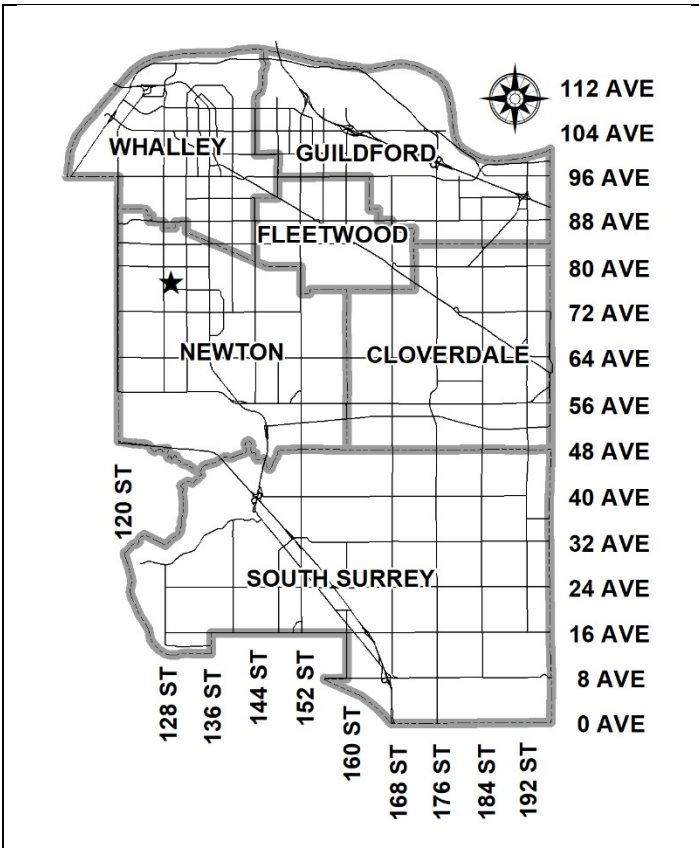 112 AVE
104 AVE
WHALLEY
GUILDFORD
96 AVE
88 AVE
FLEETWOOD
80 AVE
72 AVE
NEWTON
CLOVERDALE
64 AVE
56 AVE
48 AVE
120 ST
40 AVE
32 AVE
SOUTH SURREY
24 AVE
16 AVE
8 AVE
0 AVE
128 ST
136 ST
144 ST
152 ST
160 ST
168 ST
176 ST
184 ST
192 ST